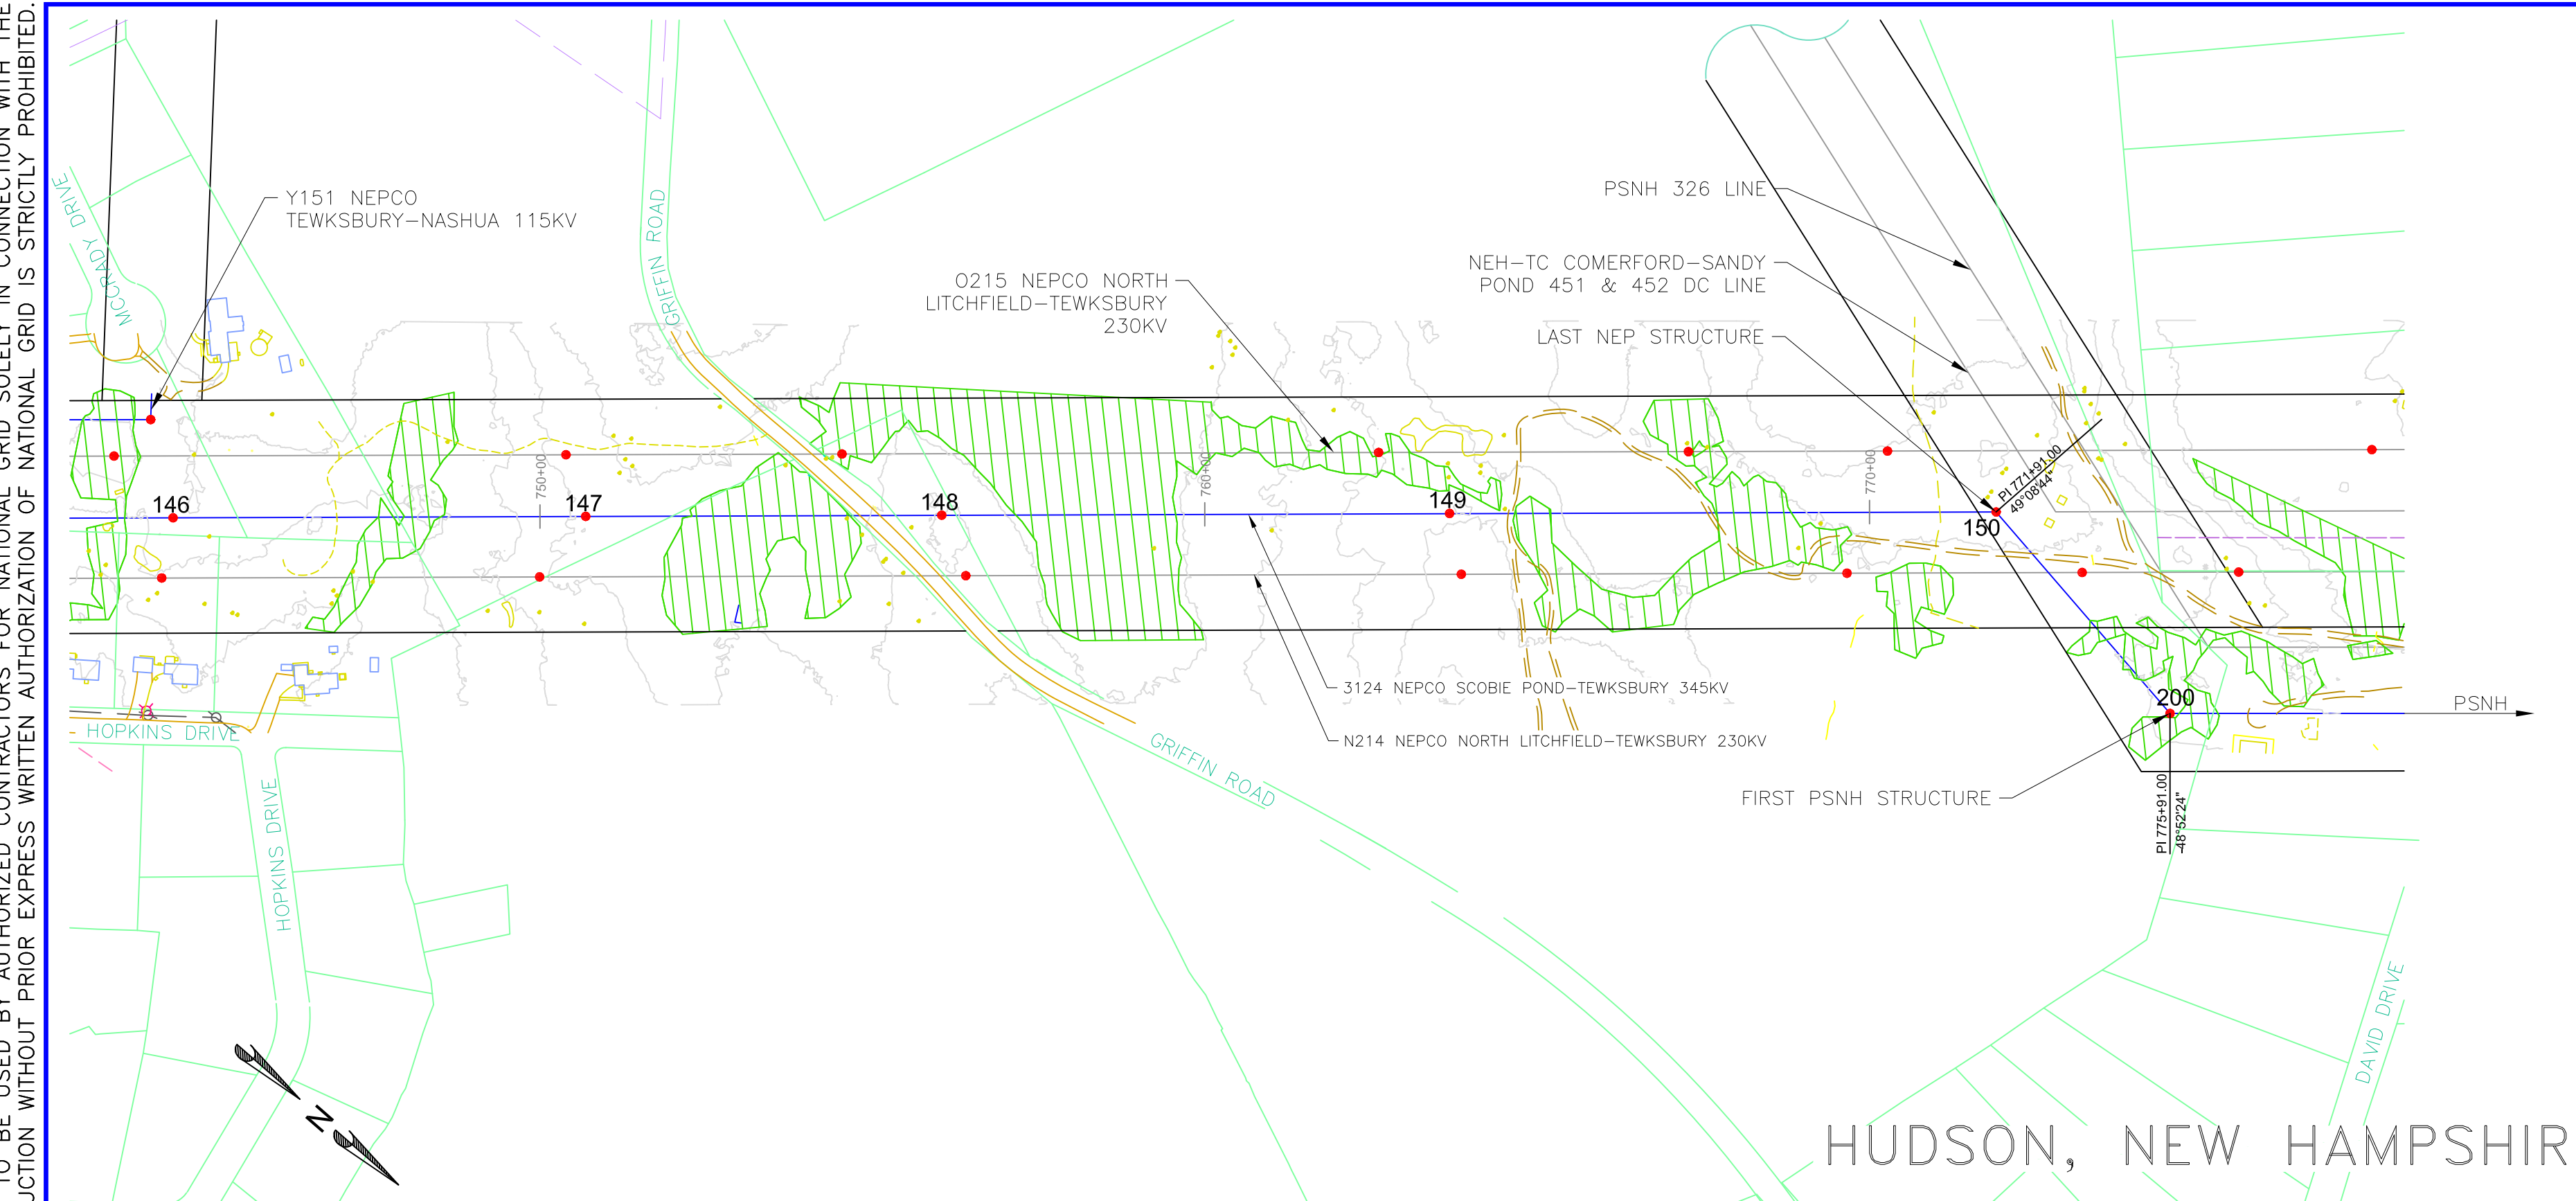 TO BE USED BY AUTHORIZED CONTRACTORS FOR NATIONAL GRID SOLELY IN CONNECTION WITH THE
UCTION WITHOUT PRIOR EXPRESS WRITTEN AUTHORIZATION OF NATIONAL GRID IS STRICTLY PROHIBITED.
MCCRADY DRIVE
Y151 NEPCO
TEWKSBURY-NASHUA 115KV
GRIFFIN ROAD
O215 NEPCO NORTH
LITCHFIELD-TEWKSBURY
230KV
PSNH 326 LINE
NEH-TC COMERFORD-SANDY
POND 451 & 452 DC LINE
LAST NEP STRUCTURE
750+00
760+00
770+00
PI 771+91.00
49°08'44"
146
147
148
149
150
200
PSNH
3124 NEPCO SCOBIE POND-TEWKSBURY 345KV
N214 NEPCO NORTH LITCHFIELD-TEWKSBURY 230KV
FIRST PSNH STRUCTURE
PI 775+91.00
-48°52'24"
HOPKINS DRIVE
HOPKINS DRIVE
GRIFFIN ROAD
DAVID DRIVE
N
HUDSON, NEW HAMPSHIR